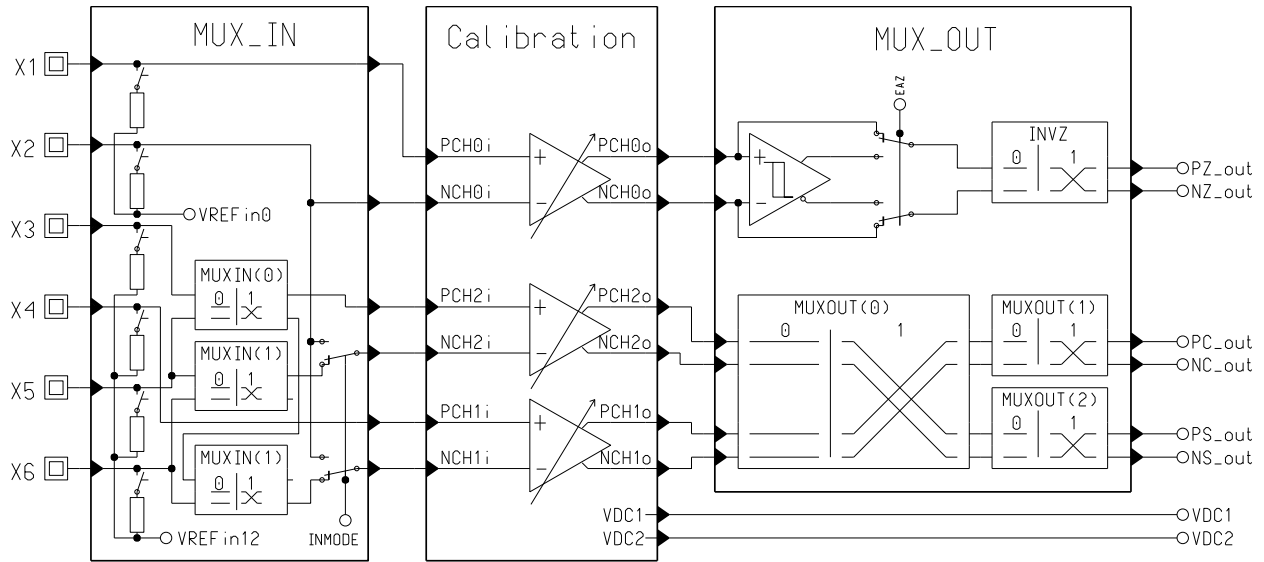 MUX_IN
Calibration
MUX_OUT
X1
X2
X3
X4
X5
X6
VREFin0
MUXIN(0)
0 1
MUXIN(1)
0 1
MUXIN(1)
0 1
VREFin12
INMODE
PCH0i
NCH0i
PCH2i
NCH2i
PCH1i
NCH1i
+
−
+
−
+
−
PCH0o
NCH0o
PCH2o
NCH2o
PCH1o
NCH1o
VDC1
VDC2
EAZ
+
−
INVZ
0 1
MUXOUT(0)
0 1
MUXOUT(1)
0 1
MUXOUT(2)
0 1
PZ_out
NZ_out
PC_out
NC_out
PS_out
NS_out
VDC1
VDC2